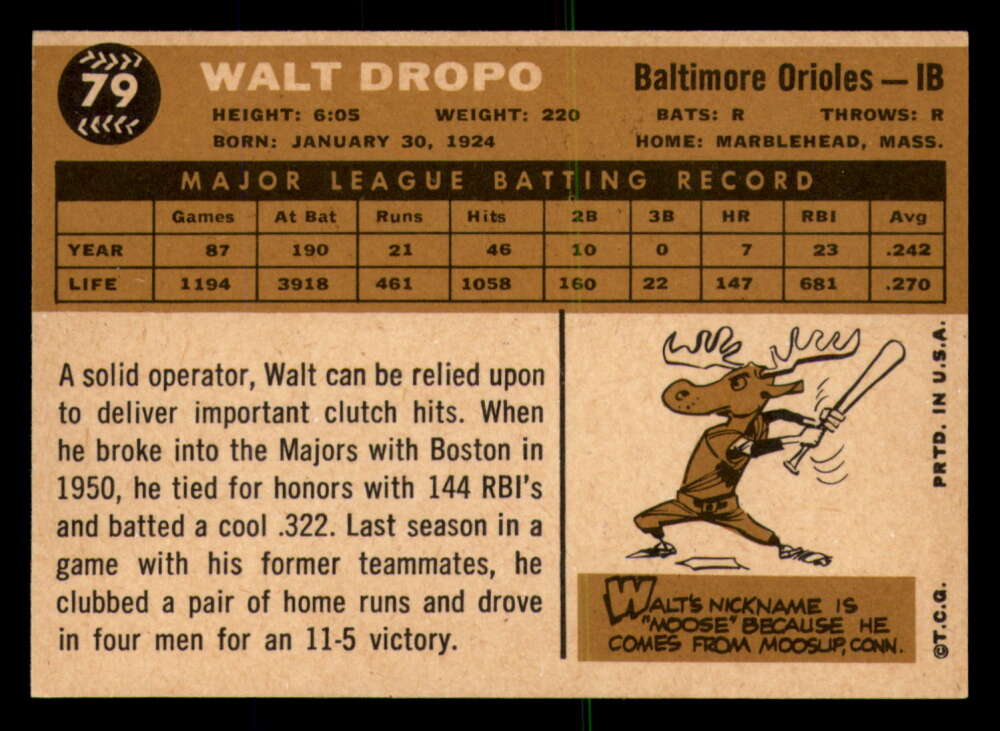 79
WALT DROPO
Baltimore Orioles — 1B
HEIGHT: 6:05 WEIGHT: 220 BATS: R THROWS: R
BORN: JANUARY 30, 1924 HOME: MARBLEHEAD, MASS.
MAJOR LEAGUE BATTING RECORD
Games At Bat Runs Hits 2B 3B HR RBI Avg
YEAR 87 190 21 46 10 0 7 23 .242
LIFE 1194 3918 461 1058 160 22 147 681 .270
A solid operator, Walt can be relied upon
to deliver important clutch hits. When
he broke into the Majors with Boston in
1950, he tied for honors with 144 RBI's
and batted a cool .322. Last season in a
game with his former teammates, he
clubbed a pair of home runs and drove
in four men for an 11-5 victory.
WALT'S NICKNAME IS
"MOOSE" BECAUSE HE
COMES FROM MOOSUP, CONN.
©T.C.G. PRTD. IN U.S.A.